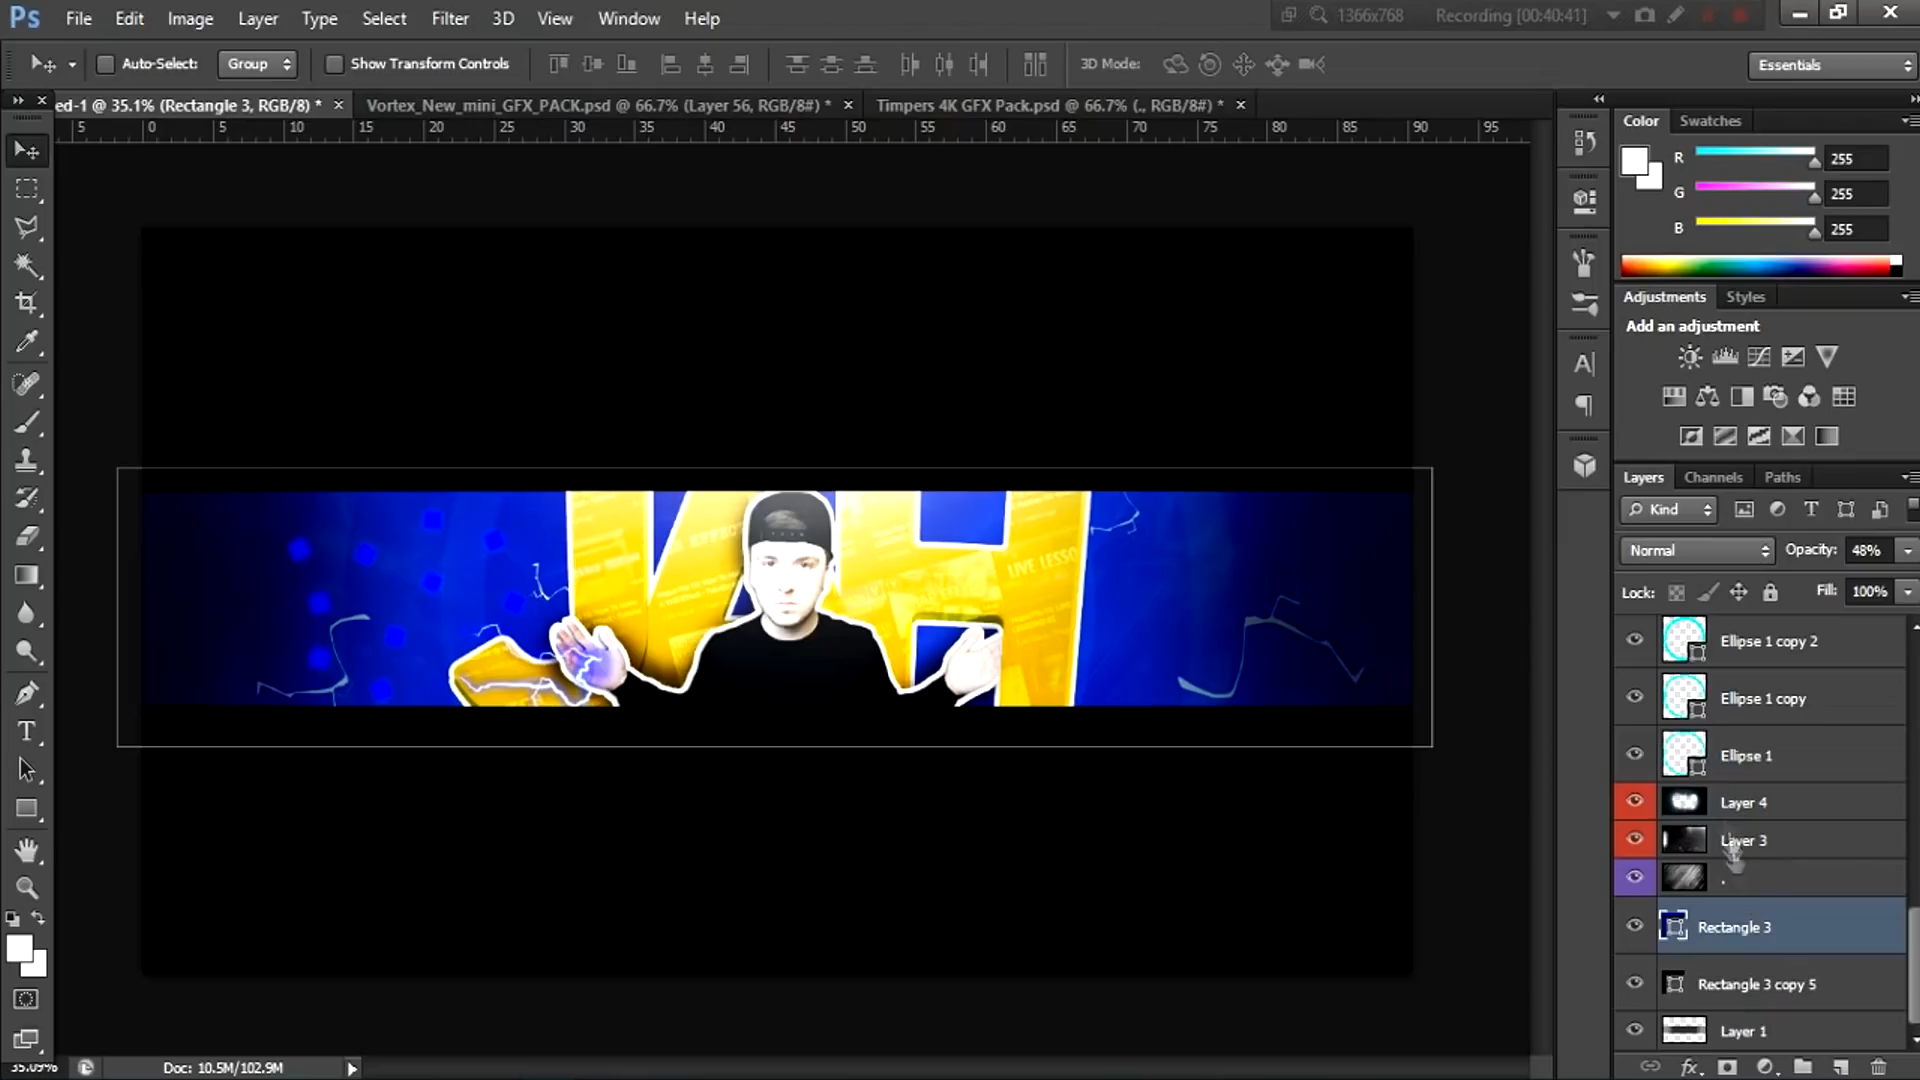 Ps File Edit Image Layer Type Select Filter 3D View Window Help 1366x768 Recording [00:40:41]
Auto-Select: Group Show Transform Controls 3D Mode: Essentials
ed-1 @ 35.1% (Rectangle 3, RGB/8) * × Vortex_New_mini_GFX_PACK.psd @ 66.7% (Layer 56, RGB/8#) * × Timpers 4K GFX Pack.psd @ 66.7% (., RGB/8#) * ×
5 0 5 10 15 20 25 30 35 40 45 50 55 60 65 70 75 80 85 90 95
Color Swatches
R 255
G 255
B 255
Adjustments Styles
Add an adjustment
Layers Channels Paths
Kind
Normal Opacity: 48%
Lock: Fill: 100%
Ellipse 1 copy 2
Ellipse 1 copy
Ellipse 1
Layer 4
Layer 3
.
Rectangle 3
Rectangle 3 copy 5
Layer 1
LIVE LESSO
35.09% Doc: 10.5M/102.9M